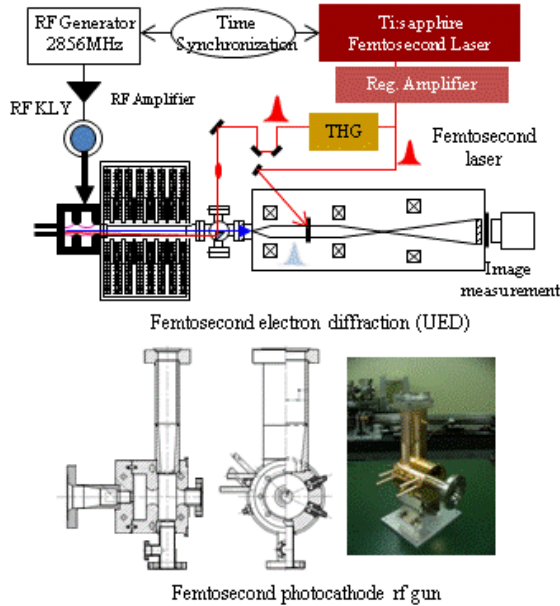 RF Generator
2856MHz
Time
Synchronization
Ti:sapphire
Femtosecond Laser
Reg. Amplifier
RF Amplifier
RF KLY
THG
Femtosecond
laser
Image
measurement
Femtosecond electron diffraction (UED)
Femtosecond photocathode rf gun